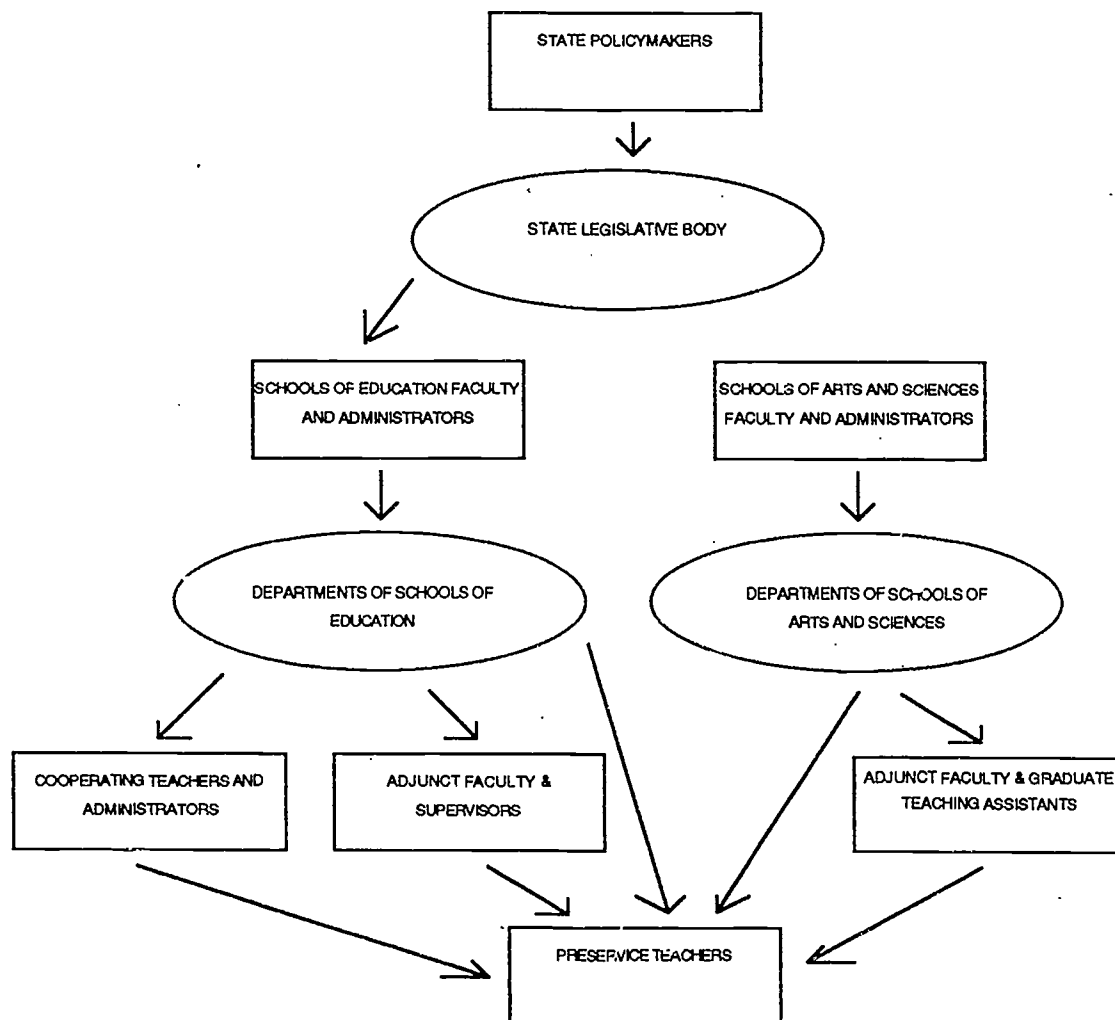 STATE POLICYMAKERS
STATE LEGISLATIVE BODY
SCHOOLS OF EDUCATION FACULTY
AND ADMINISTRATORS
SCHOOLS OF ARTS AND SCIENCES
FACULTY AND ADMINISTRATORS
DEPARTMENTS OF SCHOOLS OF
EDUCATION
DEPARTMENTS OF SCHOOLS OF
ARTS AND SCIENCES
COOPERATING TEACHERS AND
ADMINISTRATORS
ADJUNCT FACULTY &
SUPERVISORS
ADJUNCT FACULTY & GRADUATE
TEACHING ASSISTANTS
PRESERVICE TEACHERS